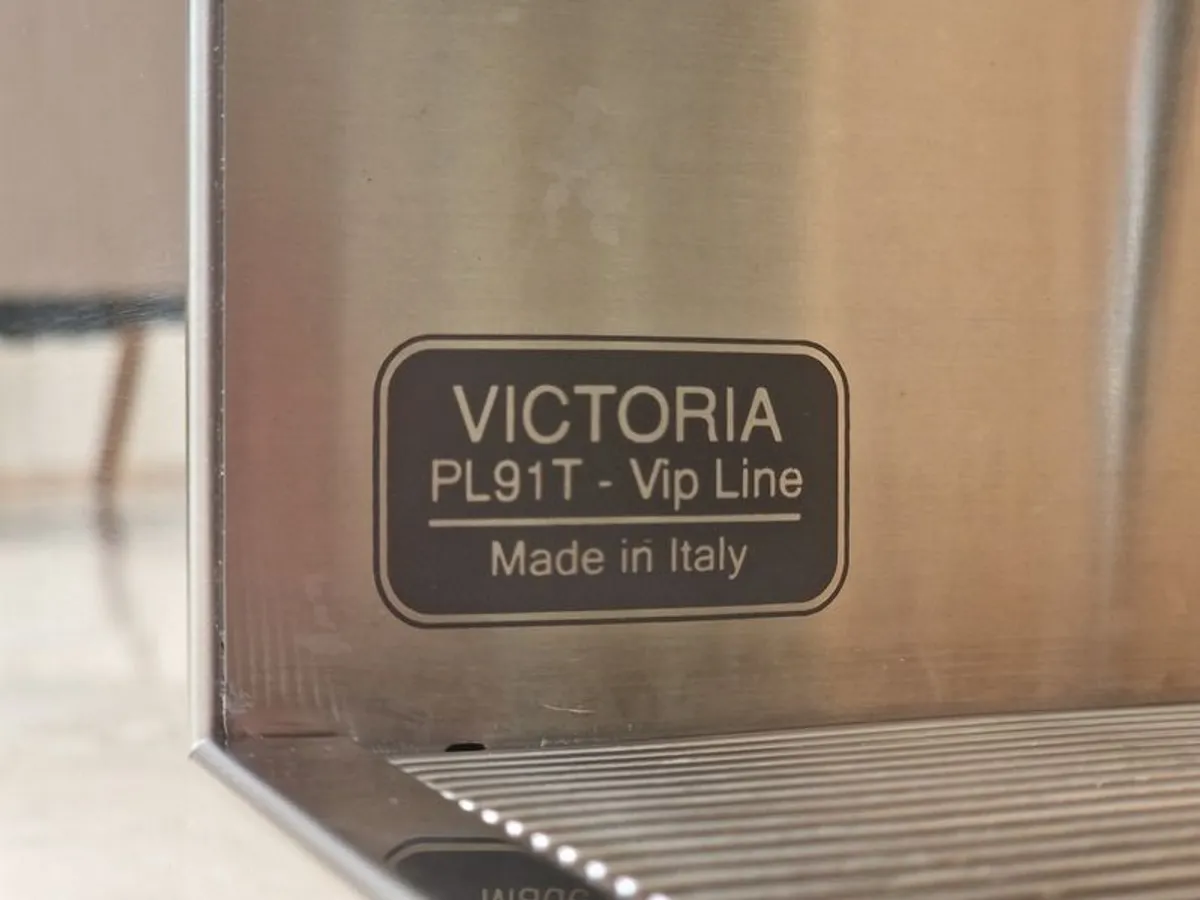 VICTORIA
PL91T - Vip Line
Made in Italy